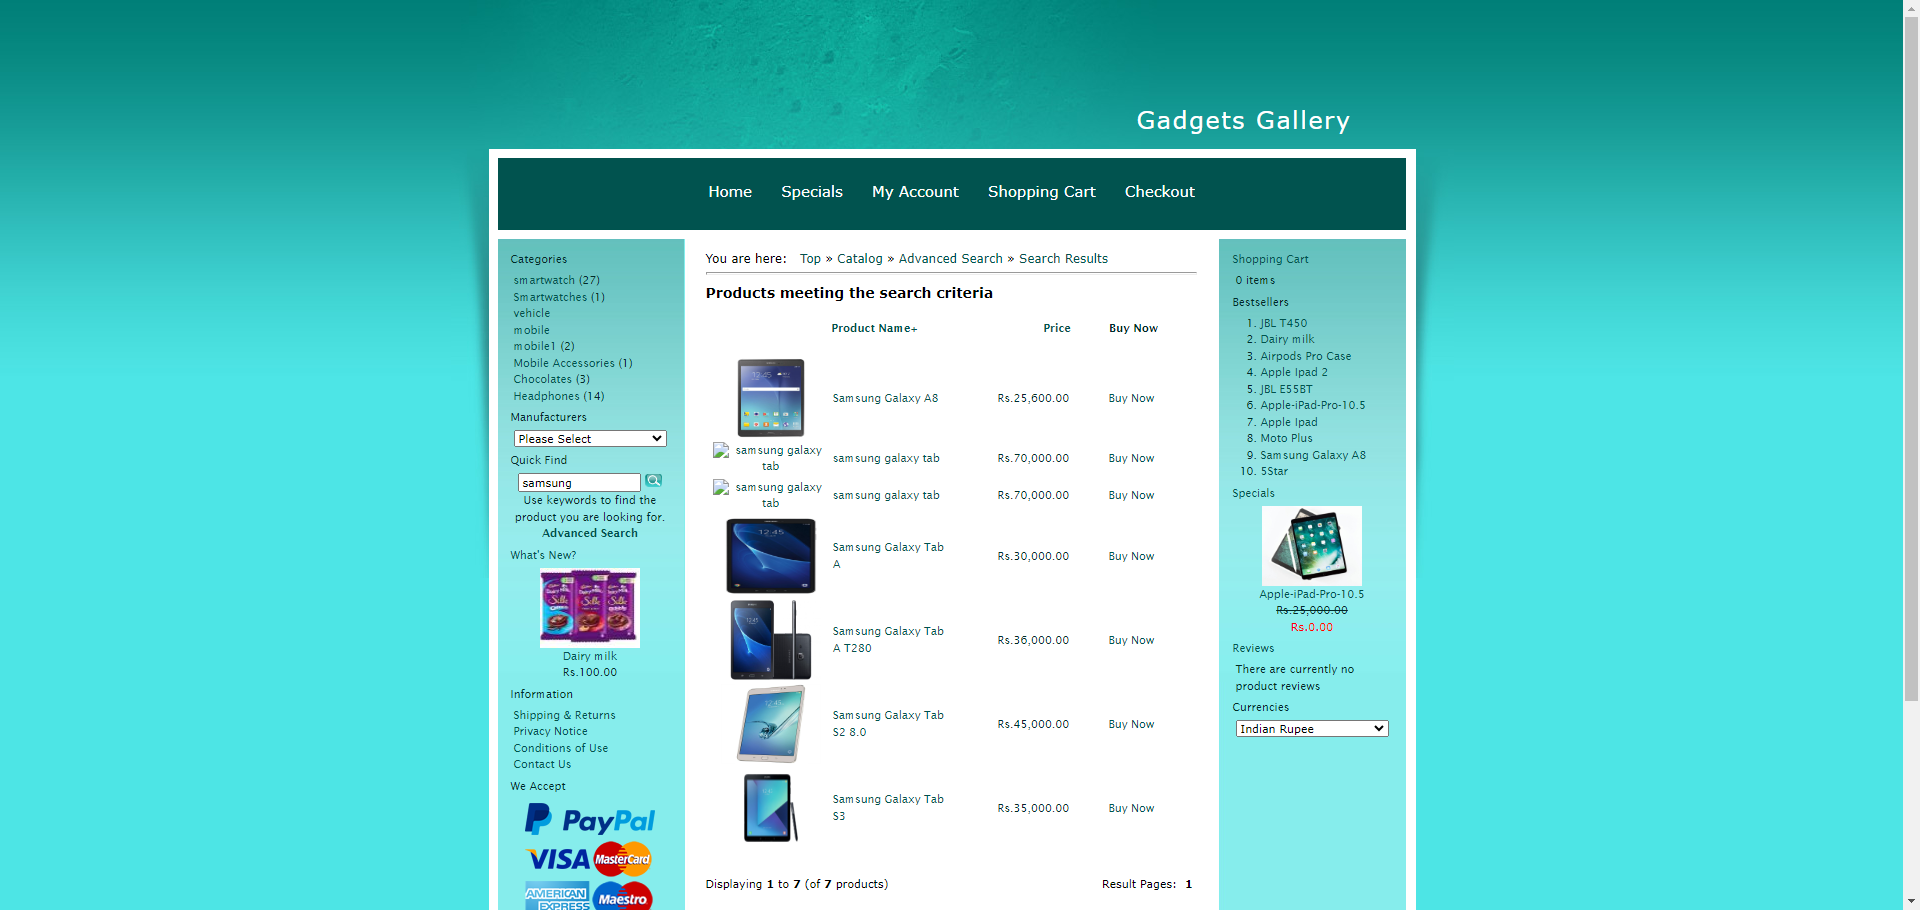 Gadgets Gallery
Home Specials My Account Shopping Cart Checkout
Categories
smartwatch (27)
Smartwatches (1)
vehicle
mobile
mobile1 (2)
Mobile Accessories (1)
Chocolates (3)
Headphones (14)
Manufacturers
Please Select
Quick Find
samsung
Use keywords to find the
product you are looking for.
Advanced Search
What's New?
Dairy milk
Rs.100.00
Information
Shipping & Returns
Privacy Notice
Conditions of Use
Contact Us
We Accept
PayPal
VISA MasterCard
AMERICAN EXPRESS Maestro
You are here: Top » Catalog » Advanced Search » Search Results
Products meeting the search criteria
Product Name+ Price Buy Now
Samsung Galaxy A8 Rs.25,600.00 Buy Now
samsung galaxy
tab
samsung galaxy tab Rs.70,000.00 Buy Now
samsung galaxy
tab
samsung galaxy tab Rs.70,000.00 Buy Now
Samsung Galaxy Tab
A
Rs.30,000.00 Buy Now
Samsung Galaxy Tab
A T280
Rs.36,000.00 Buy Now
Samsung Galaxy Tab
S2 8.0
Rs.45,000.00 Buy Now
Samsung Galaxy Tab
S3
Rs.35,000.00 Buy Now
Displaying 1 to 7 (of 7 products)
Result Pages: 1
Shopping Cart
0 items
Bestsellers
1. JBL T450
2. Dairy milk
3. Airpods Pro Case
4. Apple Ipad 2
5. JBL E55BT
6. Apple-iPad-Pro-10.5
7. Apple Ipad
8. Moto Plus
9. Samsung Galaxy A8
10. 5Star
Specials
Apple-iPad-Pro-10.5
Rs.25,000.00
Rs.0.00
Reviews
There are currently no
product reviews
Currencies
Indian Rupee